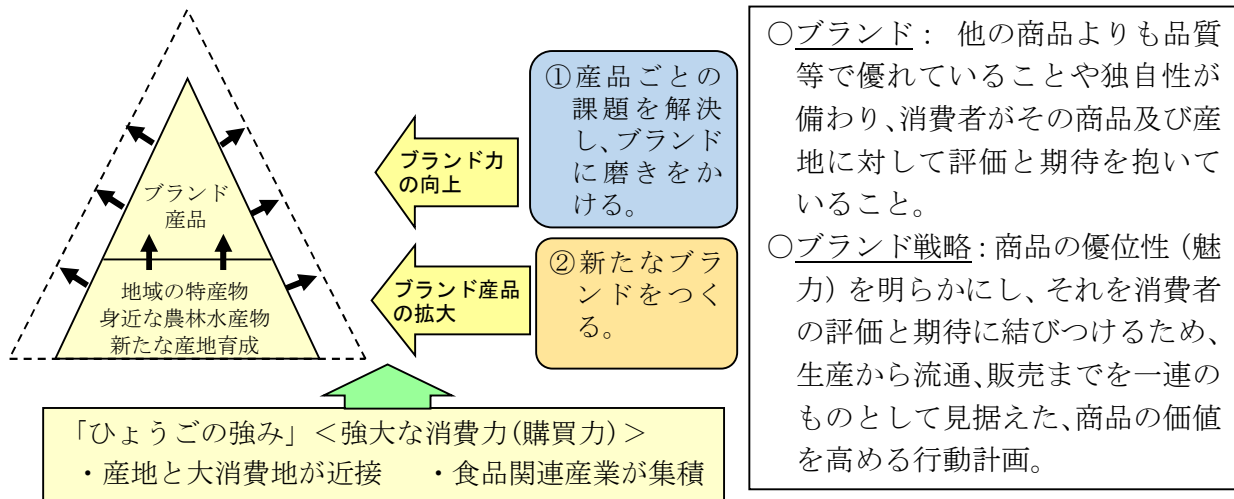 ブランド
産品
地域の特産物
身近な農林水産物
新たな産地育成
ブランド力
の向上
ブランド産品
の拡大
①産品ごとの
課題を解決
し、ブランド
に磨きをか
ける。
②新たなブラ
ンドをつく
る。
「ひょうごの強み」＜強大な消費力(購買力)＞
・産地と大消費地が近接　・食品関連産業が集積
○ブランド： 他の商品よりも品質
等で優れていることや独自性が
備わり、消費者がその商品及び産
地に対して評価と期待を抱いて
いること。
○ブランド戦略：商品の優位性（魅
力）を明らかにし、それを消費者
の評価と期待に結びつけるため、
生産から流通、販売までを一連の
ものとして見据えた、商品の価値
を高める行動計画。